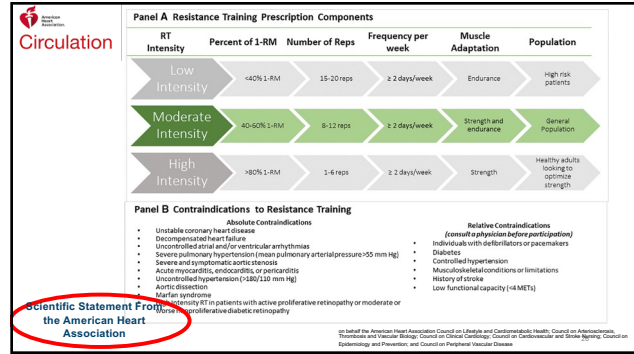 American
Heart
Association.
Circulation
Panel A Resistance Training Prescription Components
RT Intensity Percent of 1-RM Number of Reps Frequency per week Muscle Adaptation Population
Low Intensity <40% 1-RM 15-20 reps ≥ 2 days/week Endurance High risk patients
Moderate Intensity 40-60% 1-RM 8-12 reps ≥ 2 days/week Strength and endurance General Population
High Intensity >80% 1-RM 1-6 reps ≥ 2 days/week Strength Healthy adults looking to optimize strength
Panel B Contraindications to Resistance Training
Absolute Contraindications
• Unstable coronary heart disease
• Decompensated heart failure
• Uncontrolled atrial and/or ventricular arrhythmias
• Severe pulmonary hypertension (mean pulmonary arterial pressure >55 mm Hg)
• Severe and symptomatic aortic stenosis
• Acute myocarditis, endocarditis, or pericarditis
• Uncontrolled hypertension (>180/110 mm Hg)
• Aortic dissection
• Marfan syndrome
intensity RT in patients with active proliferative retinopathy or moderate or
worse nonproliferative diabetic retinopathy
Relative Contraindications
(consult a physician before participation)
• Individuals with defibrillators or pacemakers
• Diabetes
• Controlled hypertension
• Musculoskeletal conditions or limitations
• History of stroke
• Low functional capacity (<4 METs)
Scientific Statement From
the American Heart
Association
on behalf the American Heart Association Council on Lifestyle and Cardiometabolic Health; Council on Arteriosclerosis,
Thrombosis and Vascular Biology; Council on Clinical Cardiology; Council on Cardiovascular and Stroke Nursing; Council on
Epidemiology and Prevention; and Council on Peripheral Vascular Disease